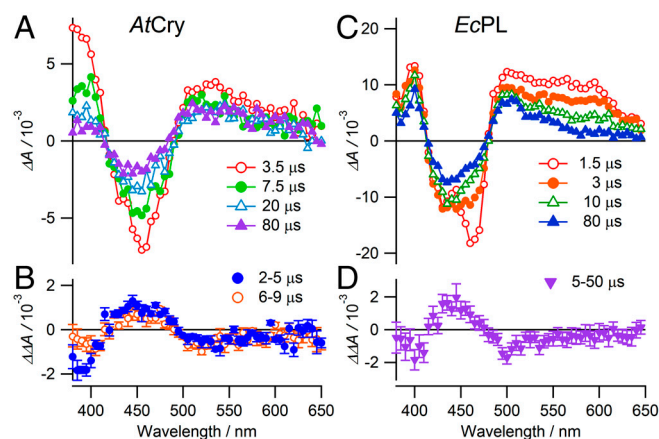 A
AtCry
ΔA / 10⁻³
5
0
-5
3.5 μs
7.5 μs
20 μs
80 μs
B
ΔΔA / 10⁻³
2
0
-2
2-5 μs
6-9 μs
400 450 500 550 600 650
Wavelength / nm
C
EcPL
ΔA / 10⁻³
20
10
0
-10
-20
1.5 μs
3 μs
10 μs
80 μs
D
ΔΔA / 10⁻³
2
0
-2
5-50 μs
400 450 500 550 600 650
Wavelength / nm